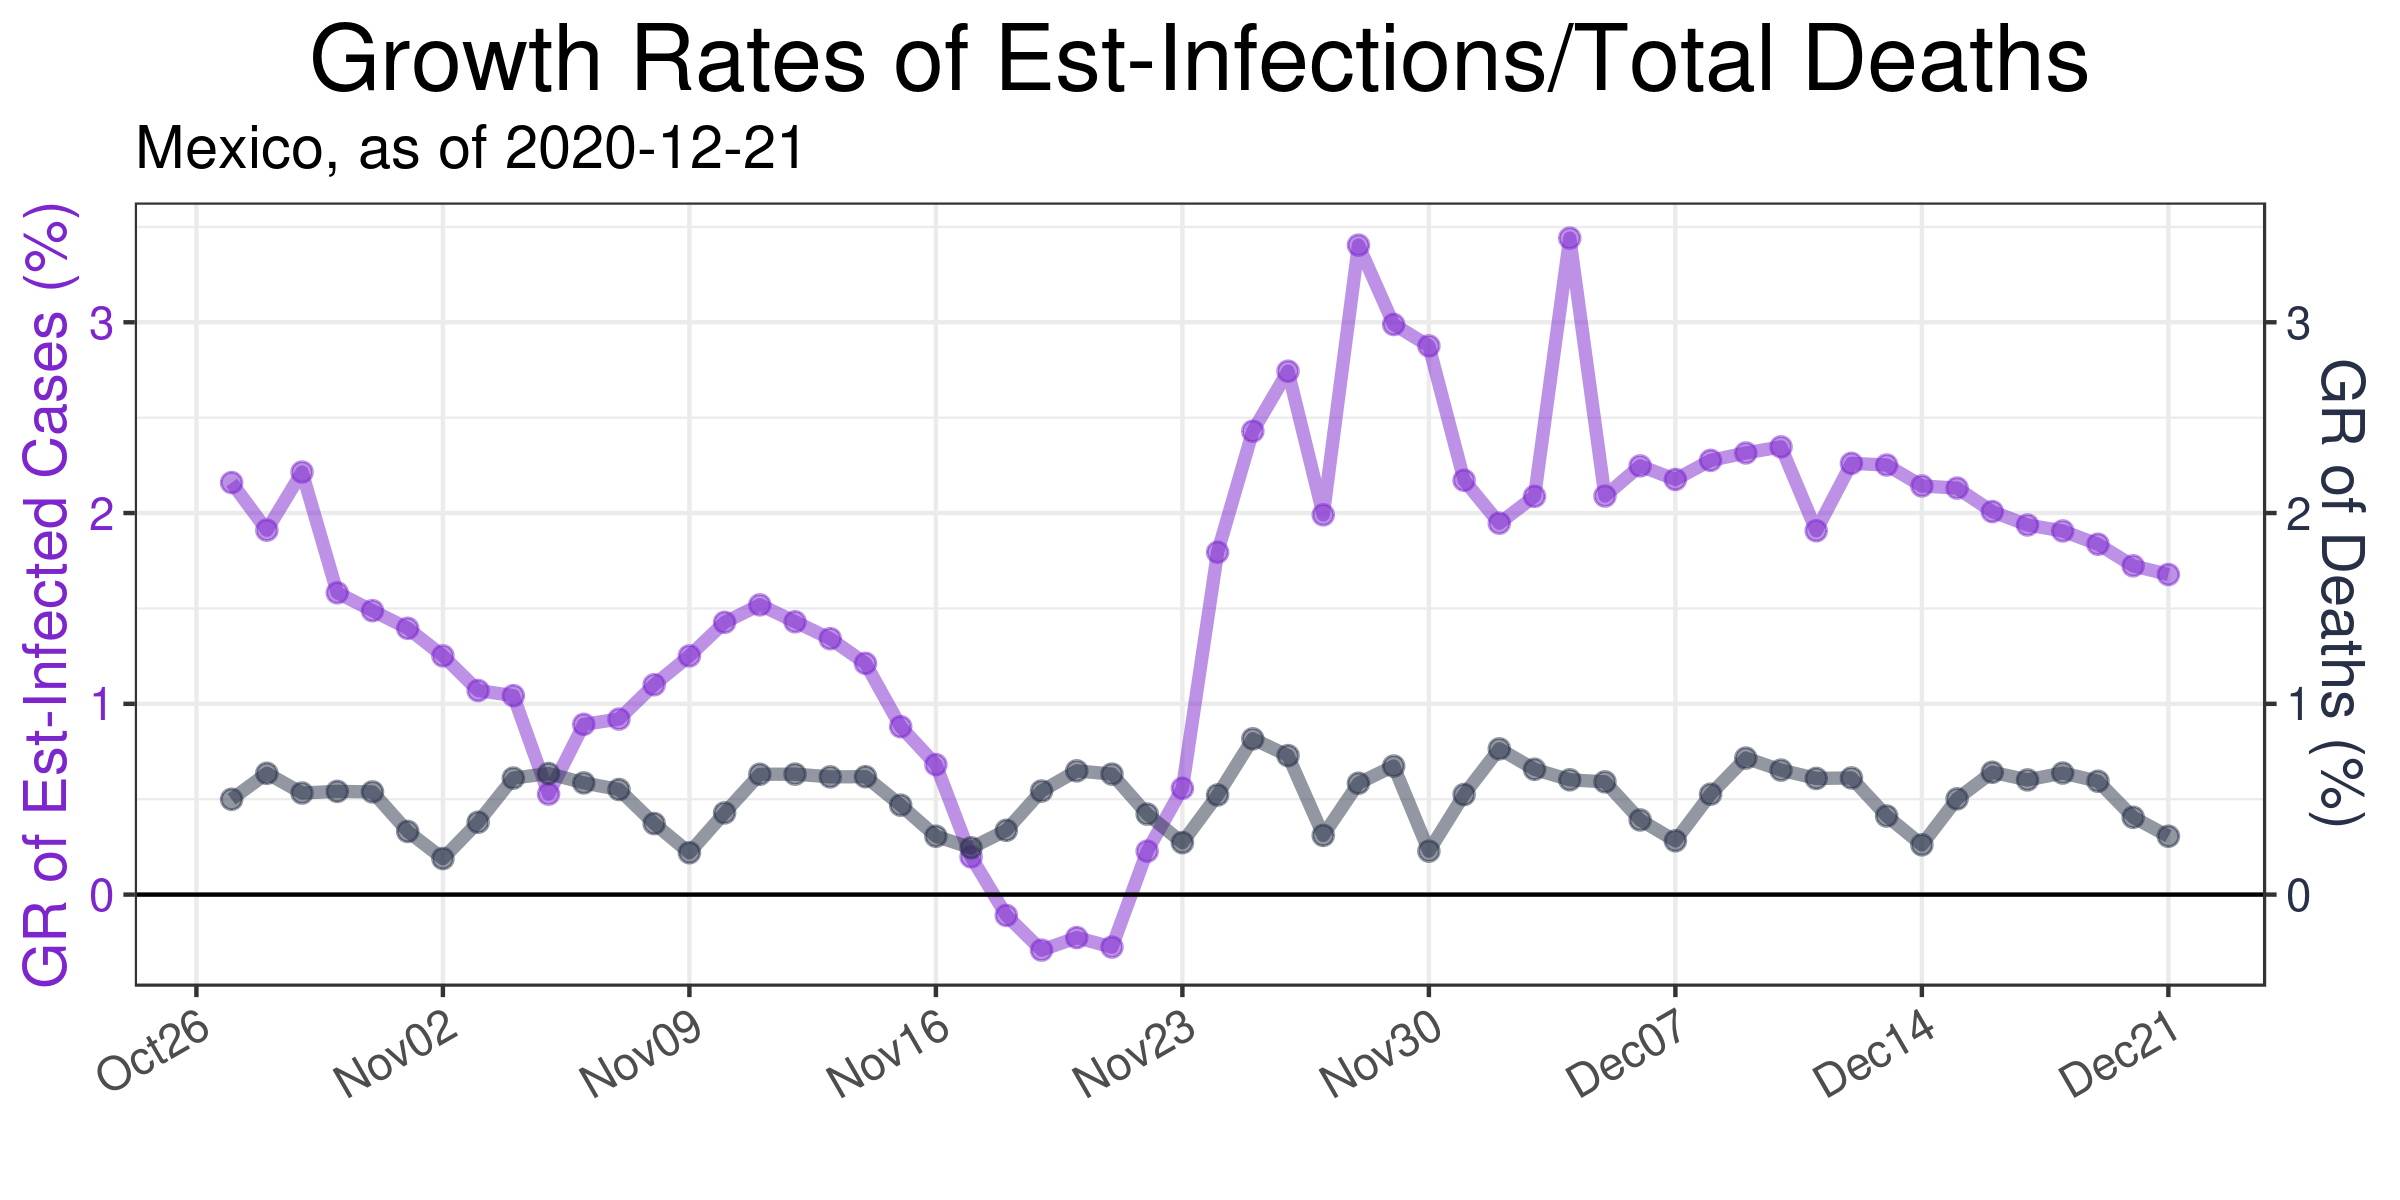 Growth Rates of Est-Infections/Total Deaths
Mexico, as of 2020-12-21
GR of Est-Infected Cases (%)
3
2
1
0
3
2
1
0
GR of Deaths (%)
Oct26
Nov02
Nov09
Nov16
Nov23
Nov30
Dec07
Dec14
Dec21